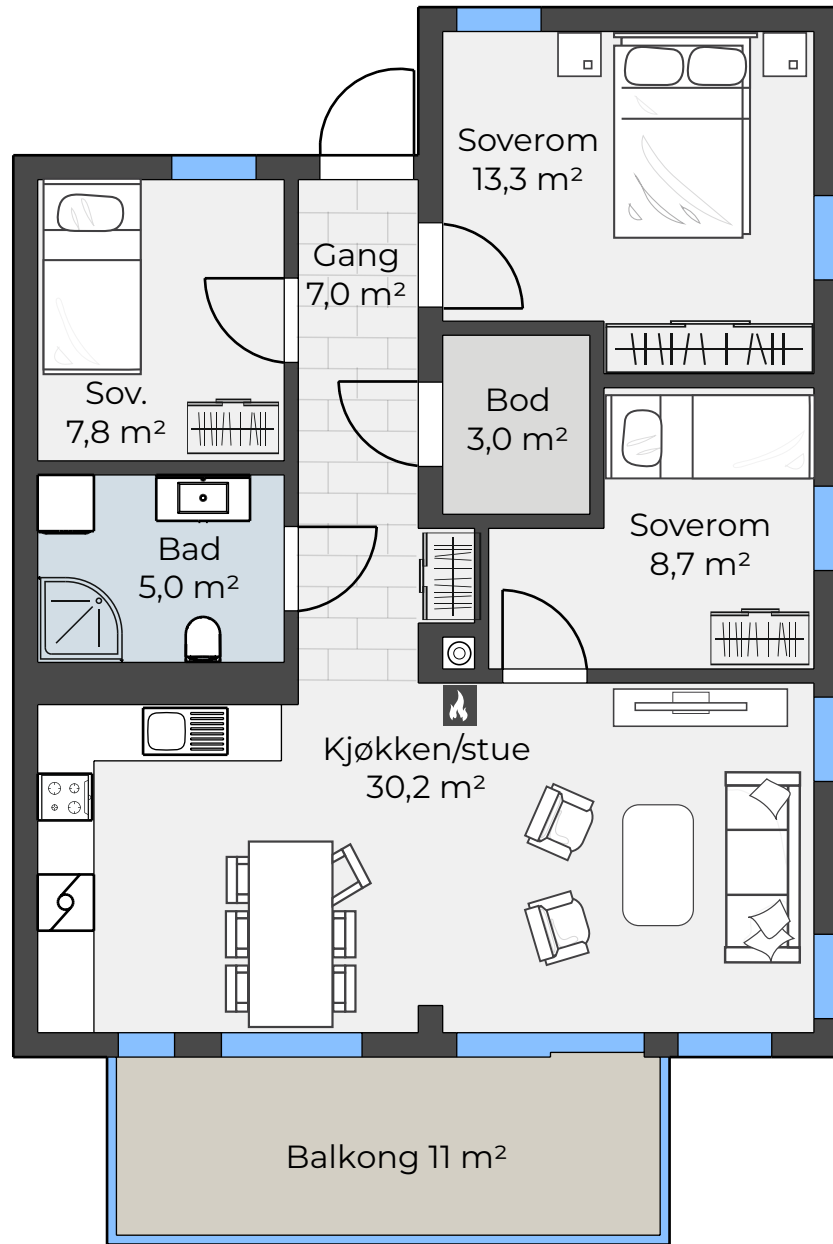 Soverom
13,3 m²
Gang
7,0 m²
Sov.
7,8 m²
Bod
3,0 m²
Soverom
8,7 m²
Bad
5,0 m²
Kjøkken/stue
30,2 m²
Balkong 11 m²